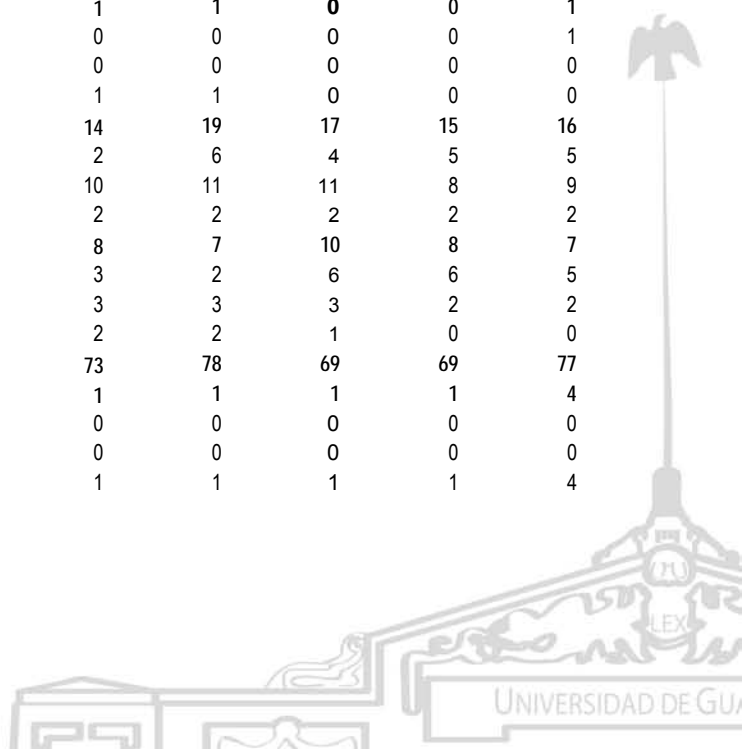 1 1 0 0 1
0 0 0 0 1
0 0 0 0 0
1 1 0 0 0
14 19 17 15 16
2 6 4 5 5
10 11 11 8 9
2 2 2 2 2
8 7 10 8 7
3 2 6 6 5
3 3 3 2 2
2 2 1 0 0
73 78 69 69 77
1 1 1 1 4
0 0 0 0 0
0 0 0 0 0
1 1 1 1 4
LEX
UNIVERSIDAD DE GUA